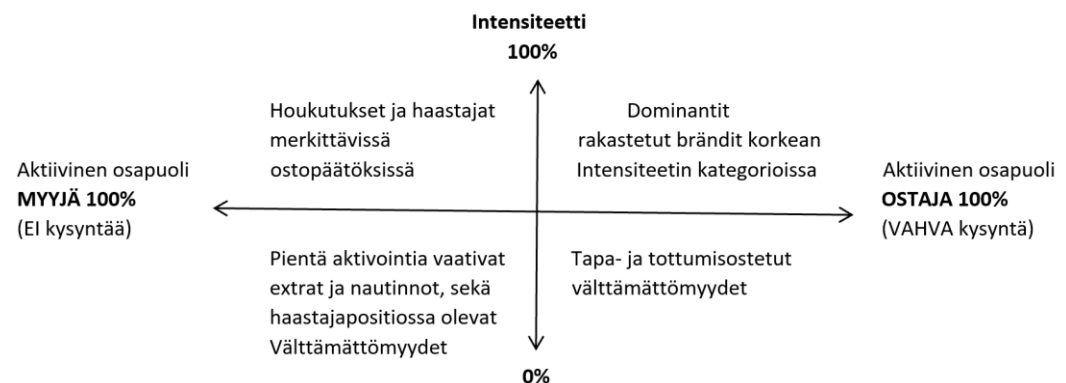 Intensiteetti
100%
Houkutukset ja haastajat
merkittävissä
ostopäätöksissä
Dominantit
rakastetut brändit korkean
Intensiteetin kategorioissa
Aktiivinen osapuoli
MYYJÄ 100%
(EI kysyntää)
Aktiivinen osapuoli
OSTAJA 100%
(VAHVA kysyntä)
Pientä aktivointia vaativat
extrat ja nautinnot, sekä
haastajapositiossa olevat
Välttämättömyydet
Tapa- ja tottumisostetut
välttämättömyydet
0%